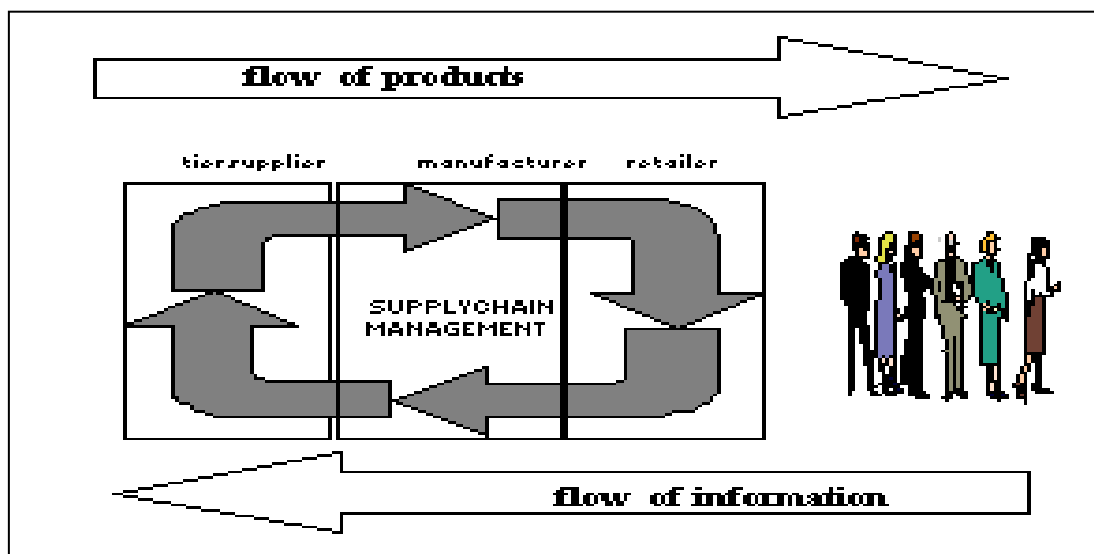 flow of products
tiersupplier manufacturer retailer
SUPPLYCHAIN
MANAGEMENT
flow of information